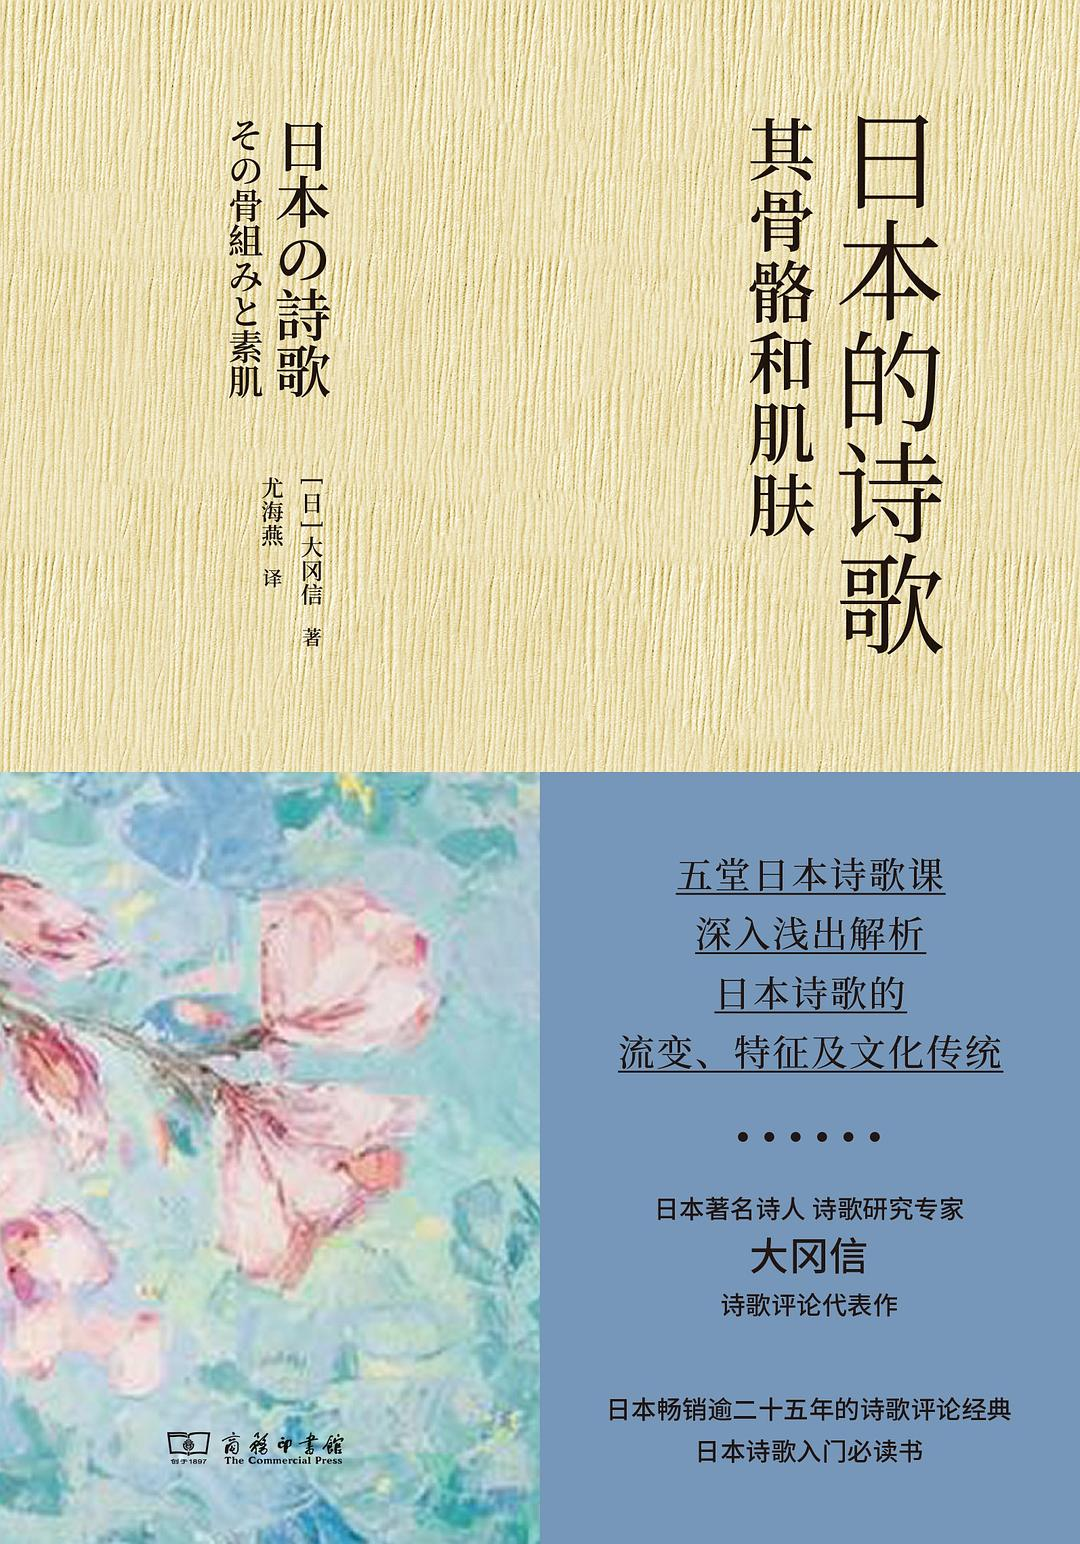 日本的诗歌
其骨骼和肌肤
日本の詩歌
その骨組みと素肌
[日]大冈信 著
尤海燕 译
五堂日本诗歌课
深入浅出解析
日本诗歌的
流变、特征及文化传统
••••••
日本著名诗人 诗歌研究专家
大冈信
诗歌评论代表作
日本畅销逾二十五年的诗歌评论经典
日本诗歌入门必读书
创于1897
商務印書館
The Commercial Press